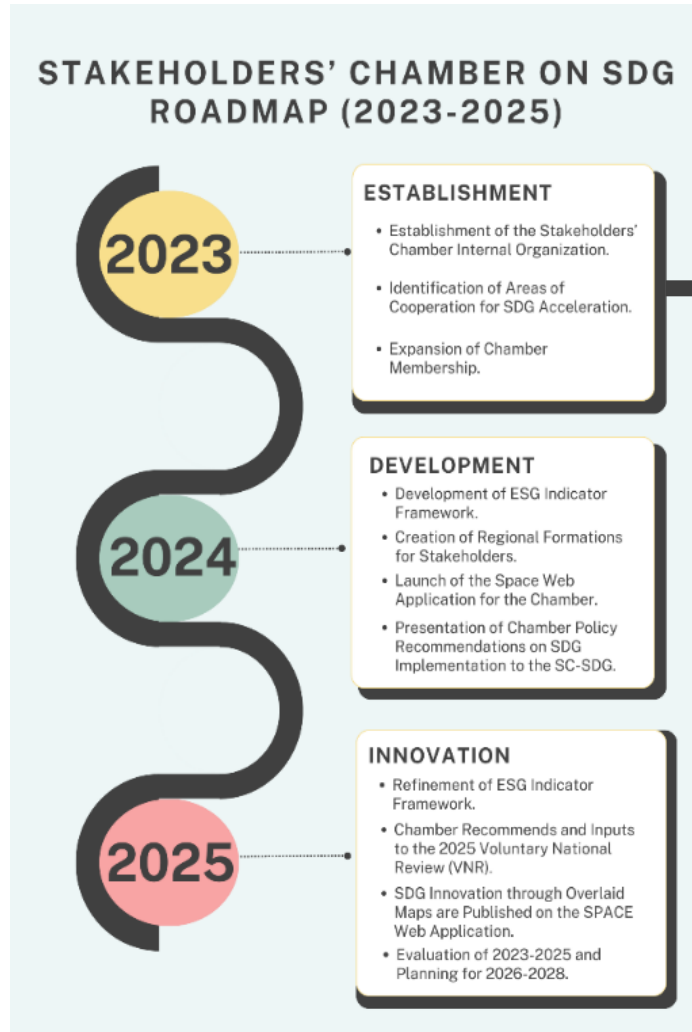 STAKEHOLDERS’ CHAMBER ON SDG
ROADMAP (2023-2025)
2023
ESTABLISHMENT
• Establishment of the Stakeholders’
Chamber Internal Organization.
• Identification of Areas of
Cooperation for SDG Acceleration.
• Expansion of Chamber
Membership.
2024
DEVELOPMENT
• Development of ESG Indicator
Framework.
• Creation of Regional Formations
for Stakeholders.
• Launch of the Space Web
Application for the Chamber.
• Presentation of Chamber Policy
Recommendations on SDG
Implementation to the SC-SDG.
2025
INNOVATION
• Refinement of ESG Indicator
Framework.
• Chamber Recommends and Inputs
to the 2025 Voluntary National
Review (VNR).
• SDG Innovation through Overlaid
Maps are Published on the SPACE
Web Application.
• Evaluation of 2023-2025 and
Planning for 2026-2028.